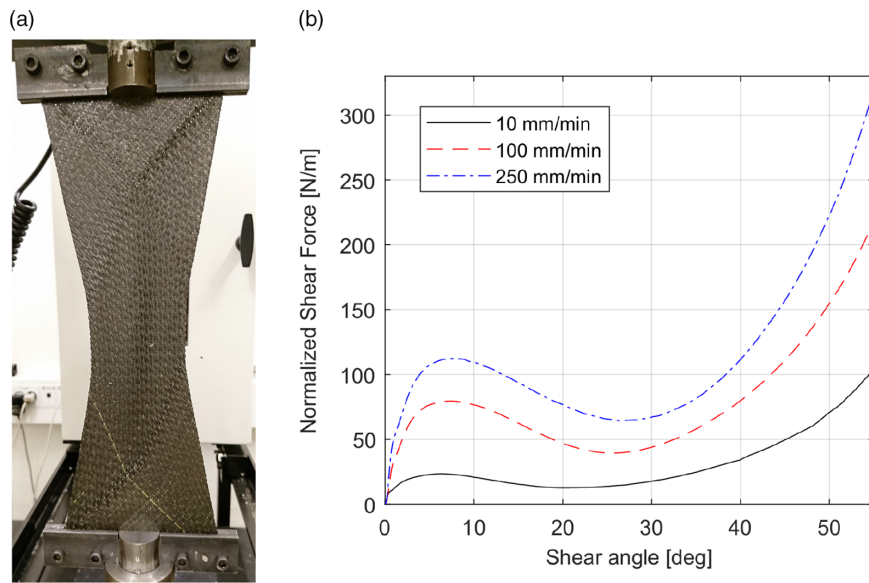 (a)
(b)
Normalized Shear Force [N/m]
300
250
200
150
100
50
0
10 mm/min
100 mm/min
250 mm/min
0 10 20 30 40 50
Shear angle [deg]